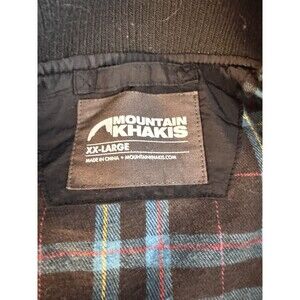 MOUNTAIN
KHAKIS
XX-LARGE
MADE IN CHINA • MOUNTAINKHAKIS.COM